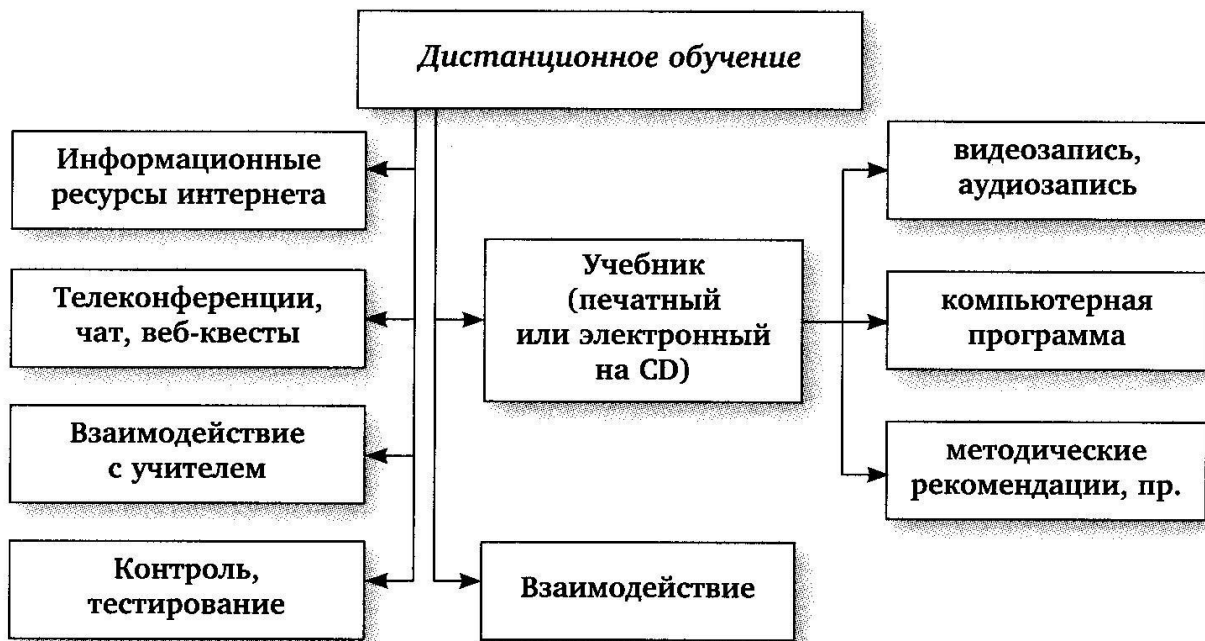 Дистанционное обучение
Информационные
ресурсы интернета
Телеконференции,
чат, веб-квесты
Взаимодействие
с учителем
Контроль,
тестирование
Учебник
(печатный
или электронный
на CD)
Взаимодействие
видеозапись,
аудиозапись
компьютерная
программа
методические
рекомендации, пр.